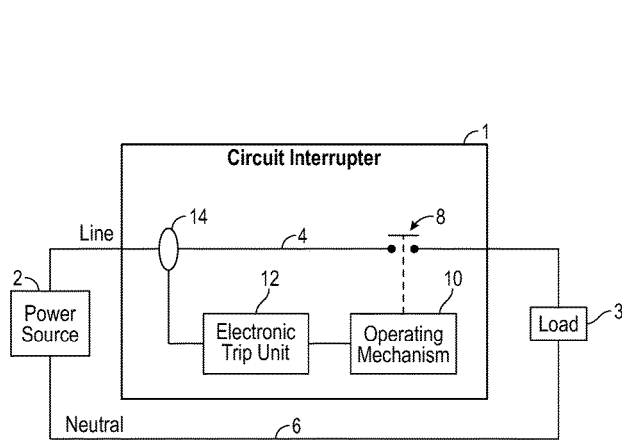 1
Circuit Interrupter
14
8
Line
4
2
12
10
Power
Source
Electronic
Trip Unit
Operating
Mechanism
Load
3
Neutral
6